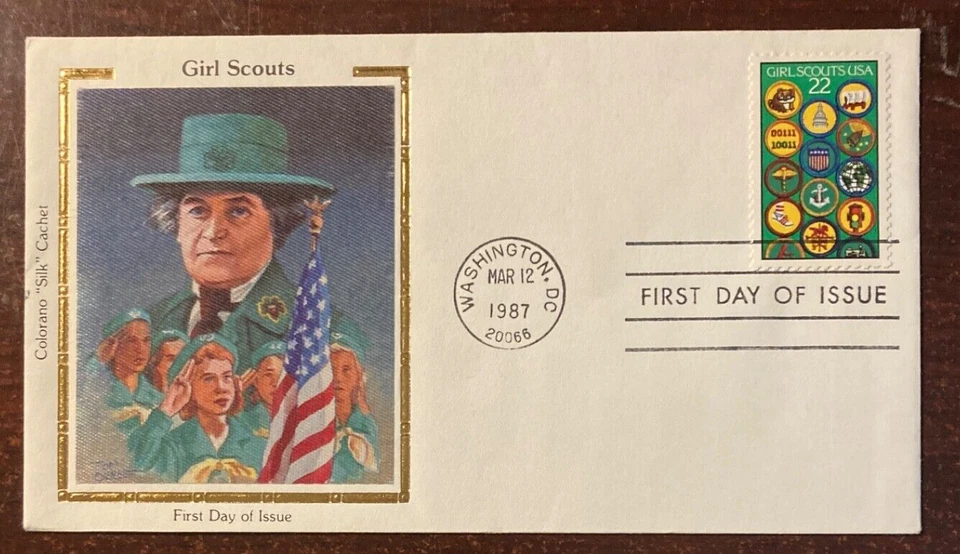 Girl Scouts
Colorano "Silk" Cachet
First Day of Issue
WASHINGTON, DC
MAR 12
1987
20066
GIRL SCOUTS USA
22
00111
10011
FIRST DAY OF ISSUE